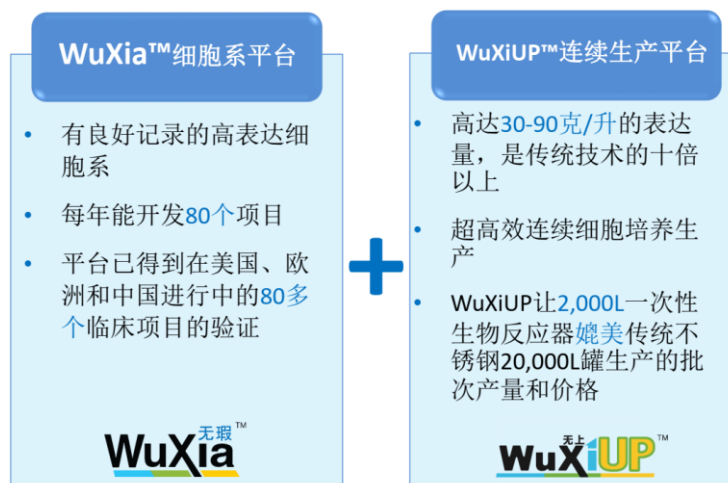 WuXia™细胞系平台
• 有良好记录的高表达细
胞系
• 每年能开发80个项目
• 平台已得到在美国、欧
洲和中国进行中的80多
个临床项目的验证
无瑕™
WuXia
+
WuXiUP™连续生产平台
• 高达30-90克/升的表达
量，是传统技术的十倍
以上
• 超高效连续细胞培养生
产
• WuXiUP让2,000L一次性
生物反应器媲美传统不
锈钢20,000L罐生产的批
次产量和价格
无上
WuXiUP™